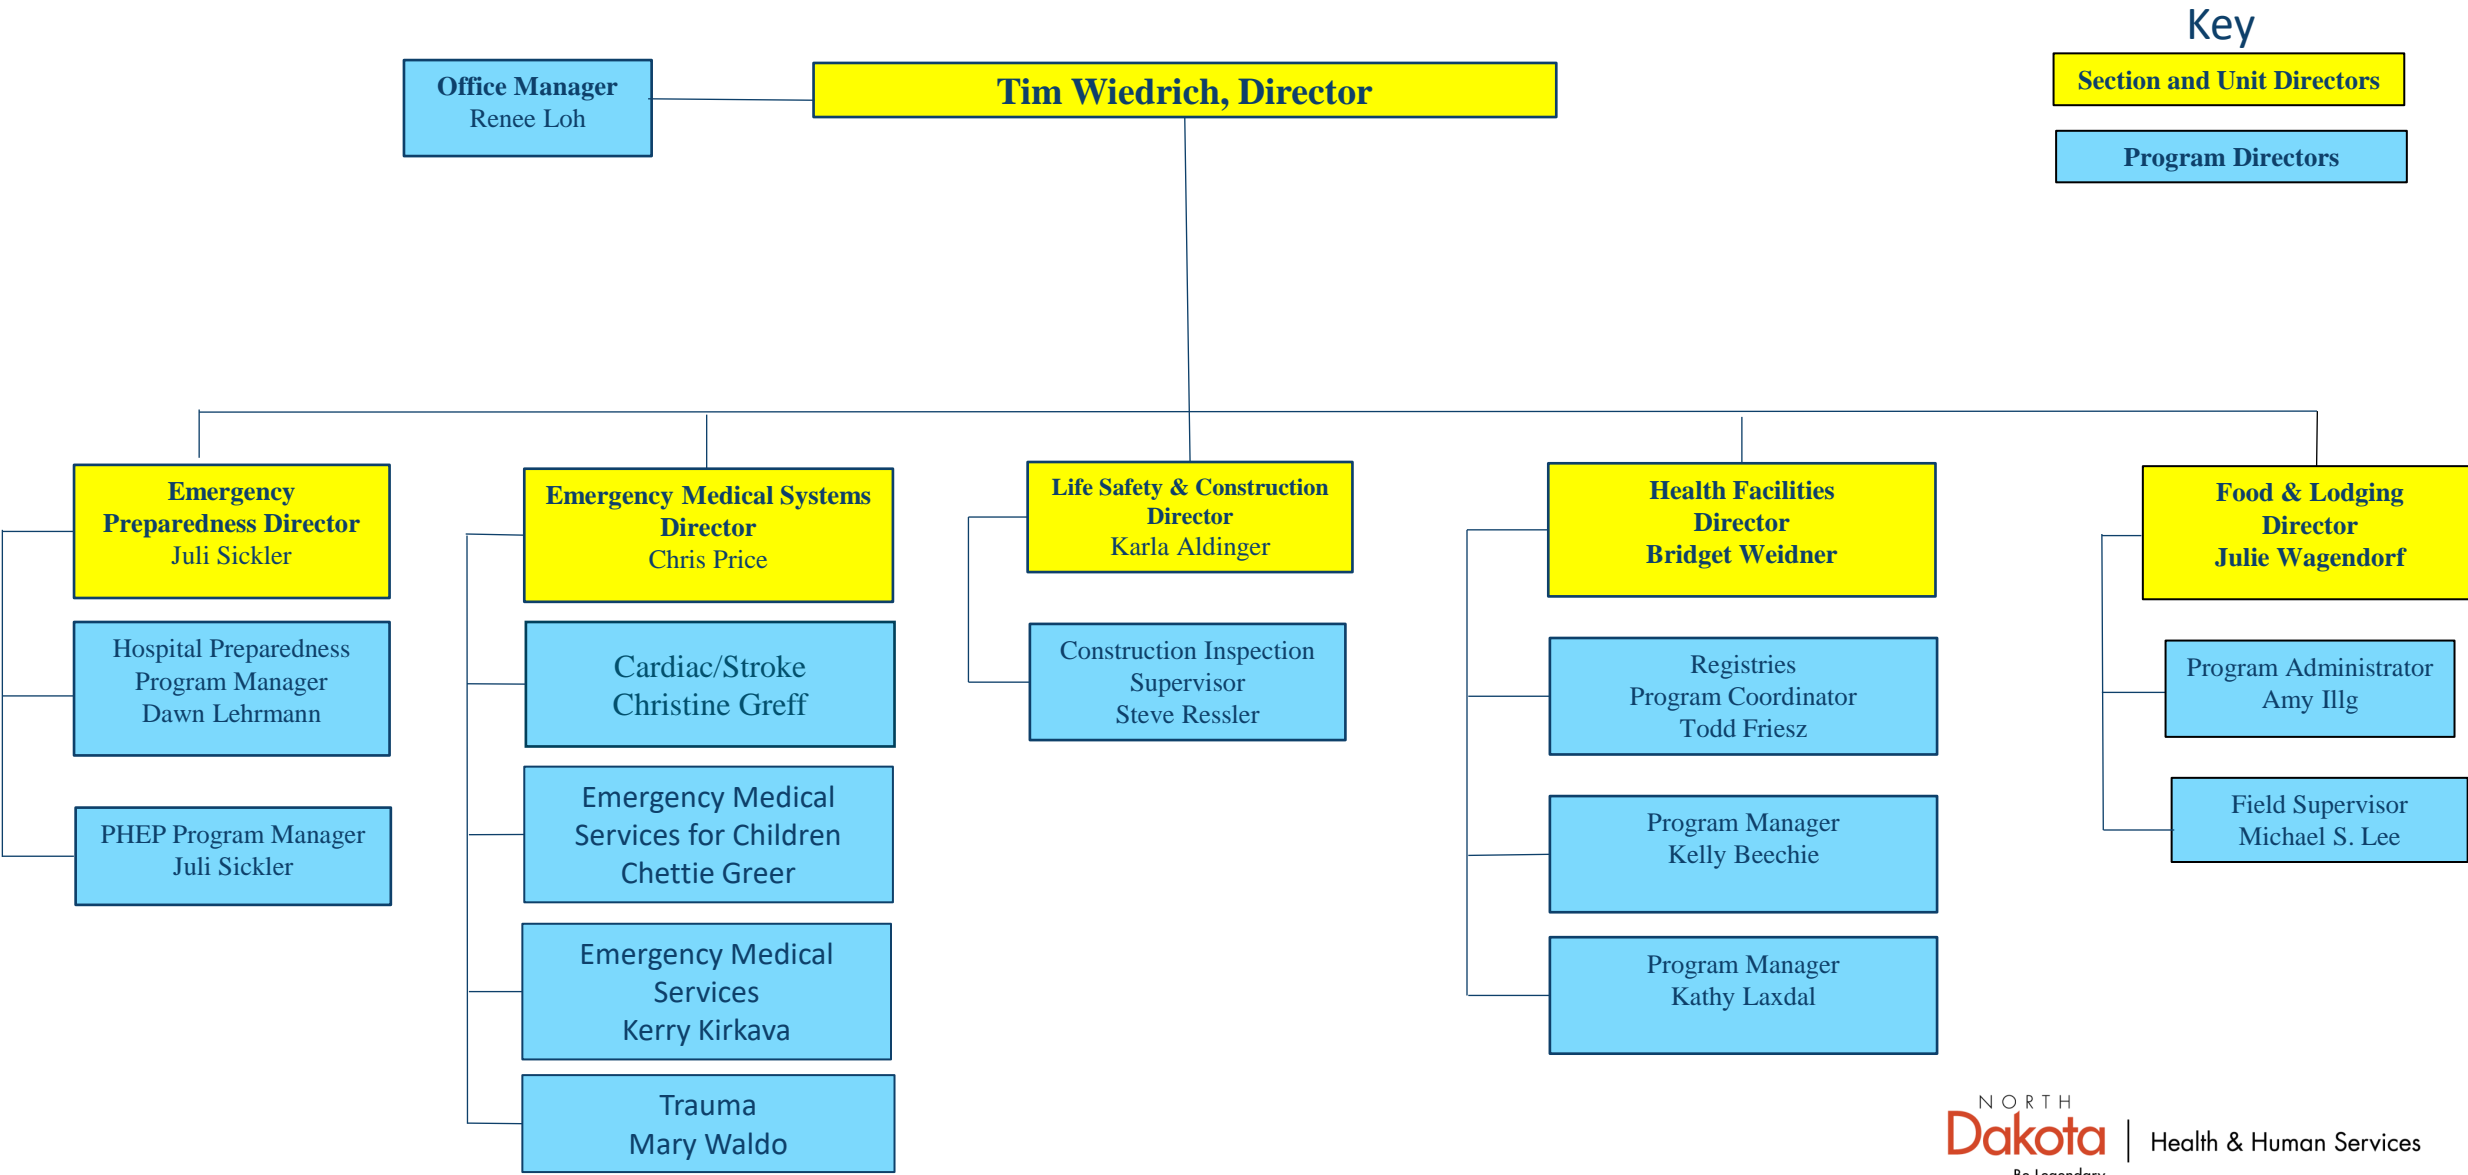 Key
Section and Unit Directors
Program Directors
Office Manager
Renee Loh
Tim Wiedrich, Director
Emergency
Preparedness Director
Juli Sickler
Hospital Preparedness
Program Manager
Dawn Lehrmann
PHEP Program Manager
Juli Sickler
Emergency Medical Systems
Director
Chris Price
Cardiac/Stroke
Christine Greff
Emergency Medical
Services for Children
Chettie Greer
Emergency Medical
Services
Kerry Kirkava
Trauma
Mary Waldo
Life Safety & Construction
Director
Karla Aldinger
Construction Inspection
Supervisor
Steve Ressler
Health Facilities
Director
Bridget Weidner
Registries
Program Coordinator
Todd Friesz
Program Manager
Kelly Beechie
Program Manager
Kathy Laxdal
Food & Lodging
Director
Julie Wagendorf
Program Administrator
Amy Illg
Field Supervisor
Michael S. Lee
NORTH
Dakota
Be Legendary
Health & Human Services